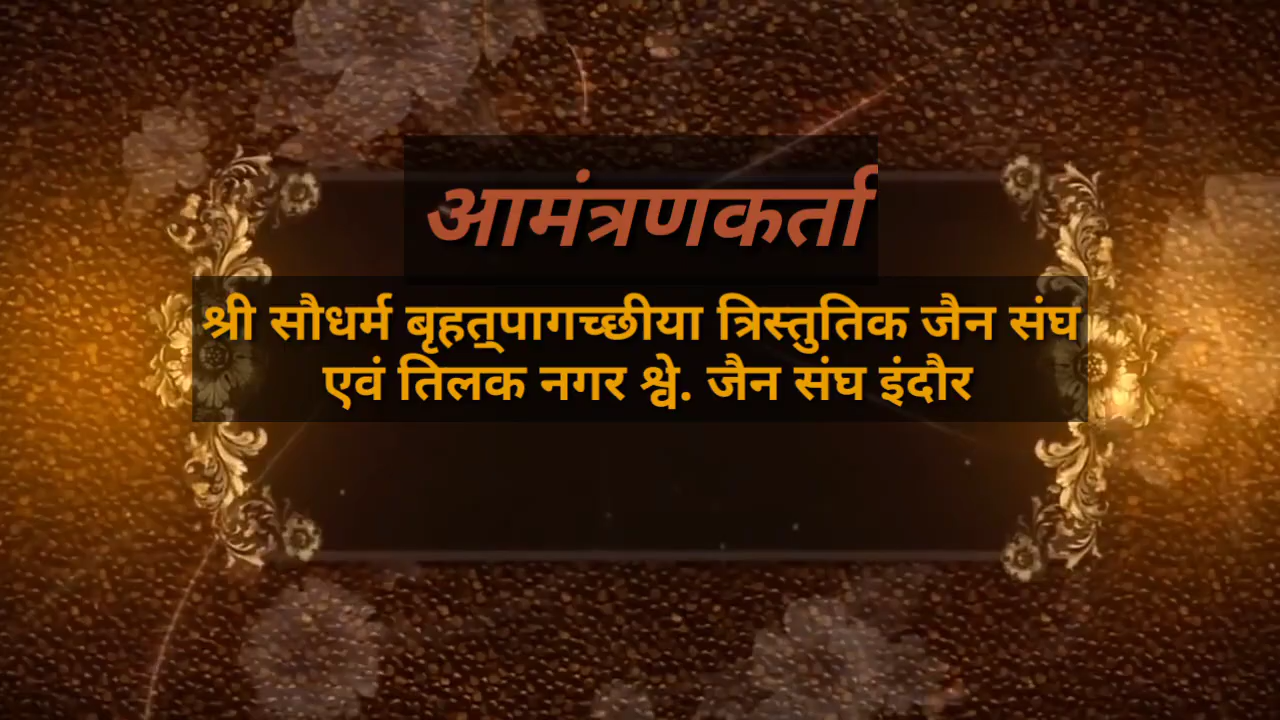 आमंत्रणकर्ता
श्री सौधर्म बृहत्‌पागच्छीया त्रिस्तुतिक जैन संघ
एवं तिलक नगर श्वे. जैन संघ इंदौर